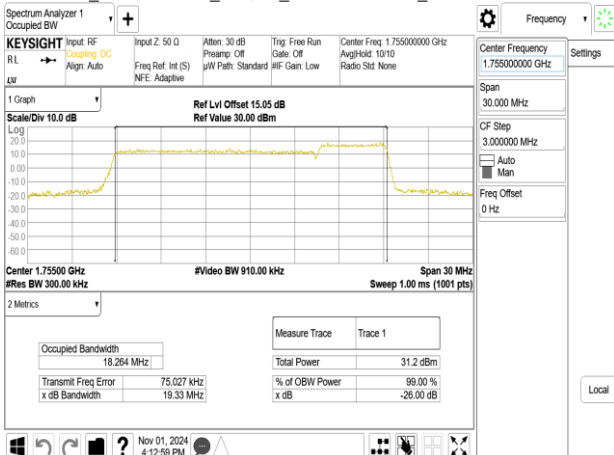 Spectrum Analyzer 1
Occupied BW
+
Frequency
KEYSIGHT
RL
LXI
Input: RF
Coupling: DC
Align: Auto
Input Z: 50 Ω
Freq Ref: Int (S)
NFE: Adaptive
Atten: 30 dB
Preamp: Off
µW Path: Standard
Trig: Free Run
Gate: Off
#IF Gain: Low
Center Freq: 1.755000000 GHz
Avg|Hold: 10/10
Radio Std: None
Center Frequency
1.755000000 GHz
Settings
Span
30.000 MHz
CF Step
3.000000 MHz
Auto
Man
Freq Offset
0 Hz
Local
1 Graph
Scale/Div 10.0 dB
Ref Lvl Offset 15.05 dB
Ref Value 30.00 dBm
Log
20.0
10.0
0.00
-10.0
-20.0
-30.0
-40.0
-50.0
-60.0
Center 1.75500 GHz
#Res BW 300.00 kHz
#Video BW 910.00 kHz
Span 30 MHz
Sweep 1.00 ms (1001 pts)
2 Metrics
Measure Trace Trace 1
Occupied Bandwidth
18.264 MHz
Total Power 31.2 dBm
Transmit Freq Error 75.027 kHz
% of OBW Power 99.00 %
x dB Bandwidth 19.33 MHz
x dB -26.00 dB
?
Nov 01, 2024
4:12:59 PM